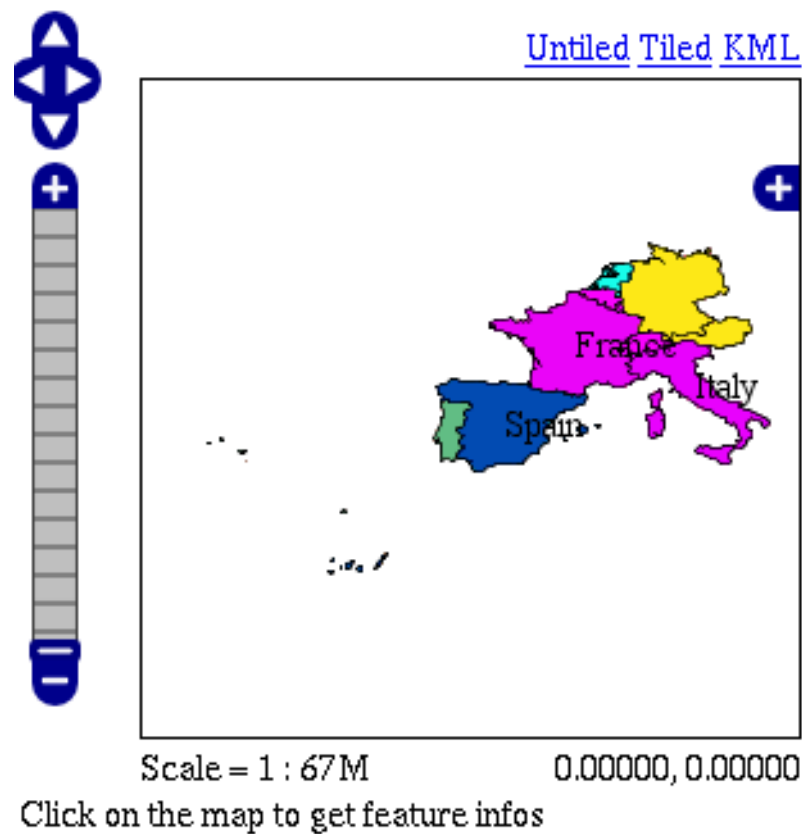 Untiled Tiled KML
France
Italy
Spain
Scale = 1 : 67M 0.00000, 0.00000
Click on the map to get feature infos